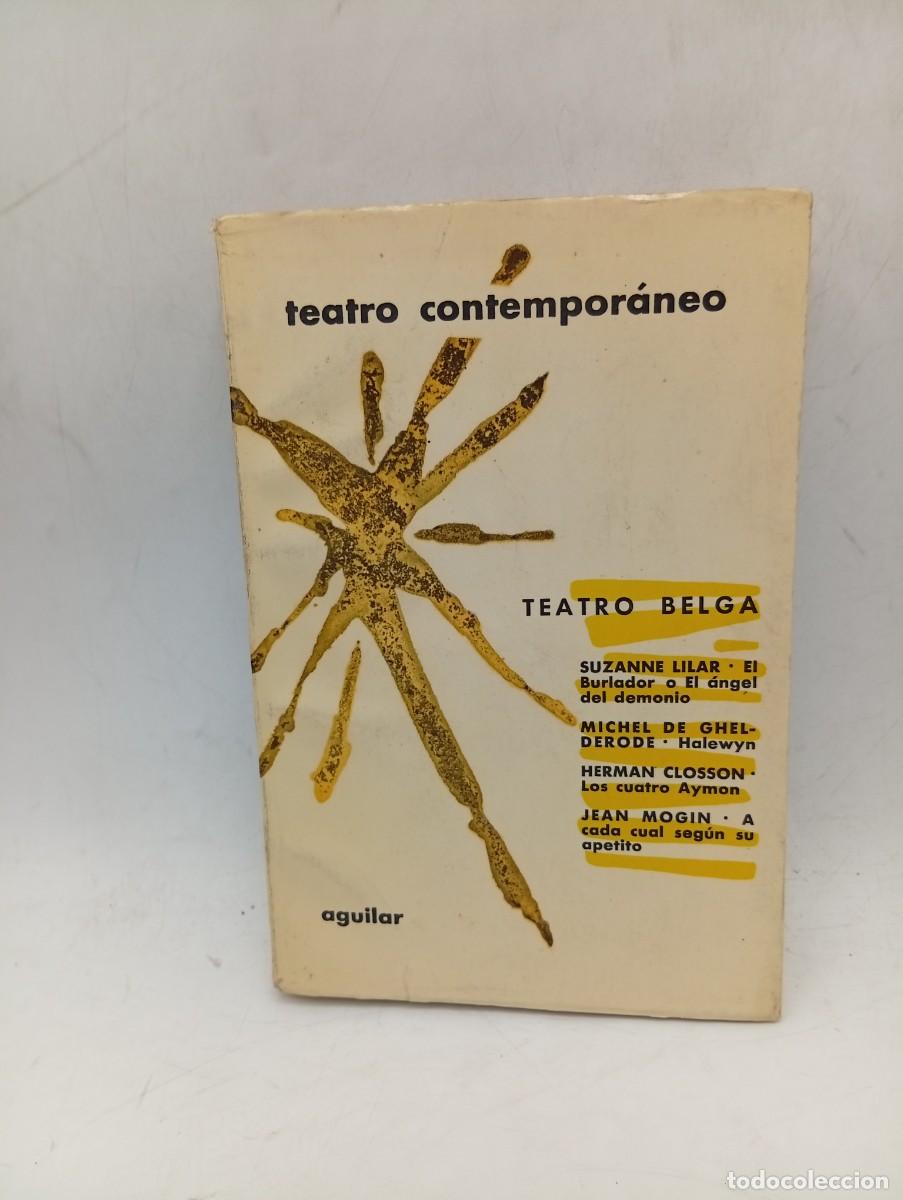 teatro contemporáneo
TEATRO BELGA
SUZANNE LILAR · El
Burlador o El ángel
del demonio
MICHEL DE GHEL-
DERODE · Halewyn
HERMAN CLOSSON ·
Los cuatro Aymon
JEAN MOGIN · A
cada cual según su
apetito
aguilar
todocoleccion